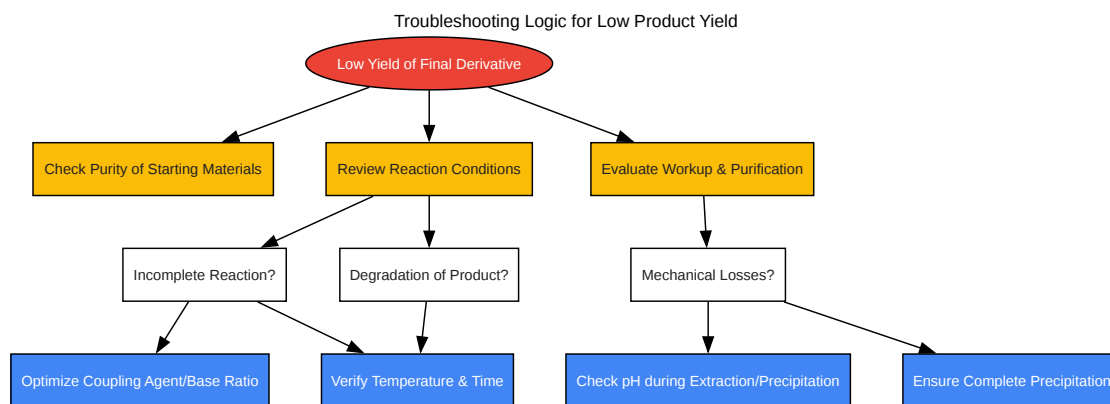 Troubleshooting Logic for Low Product Yield
Low Yield of Final Derivative
Check Purity of Starting Materials
Review Reaction Conditions
Evaluate Workup & Purification
Incomplete Reaction?
Degradation of Product?
Mechanical Losses?
Optimize Coupling Agent/Base Ratio
Verify Temperature & Time
Check pH during Extraction/Precipitation
Ensure Complete Precipitation